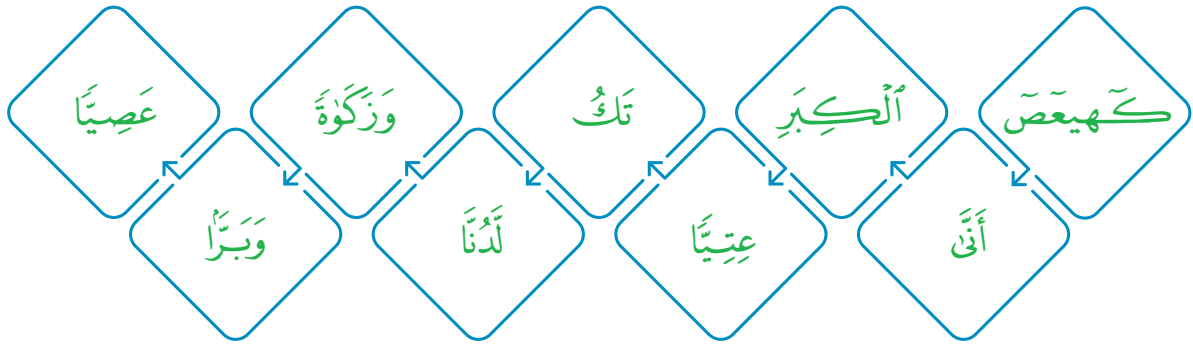 كٓهيعٓصٓ
أَنَّىٰ
ٱلْكِبَرِ
عِتِيًّا
تَكُ
لَّدُنَّا
وَزَكَوٰةً
وَبَرًّۢا
عَصِيًّا